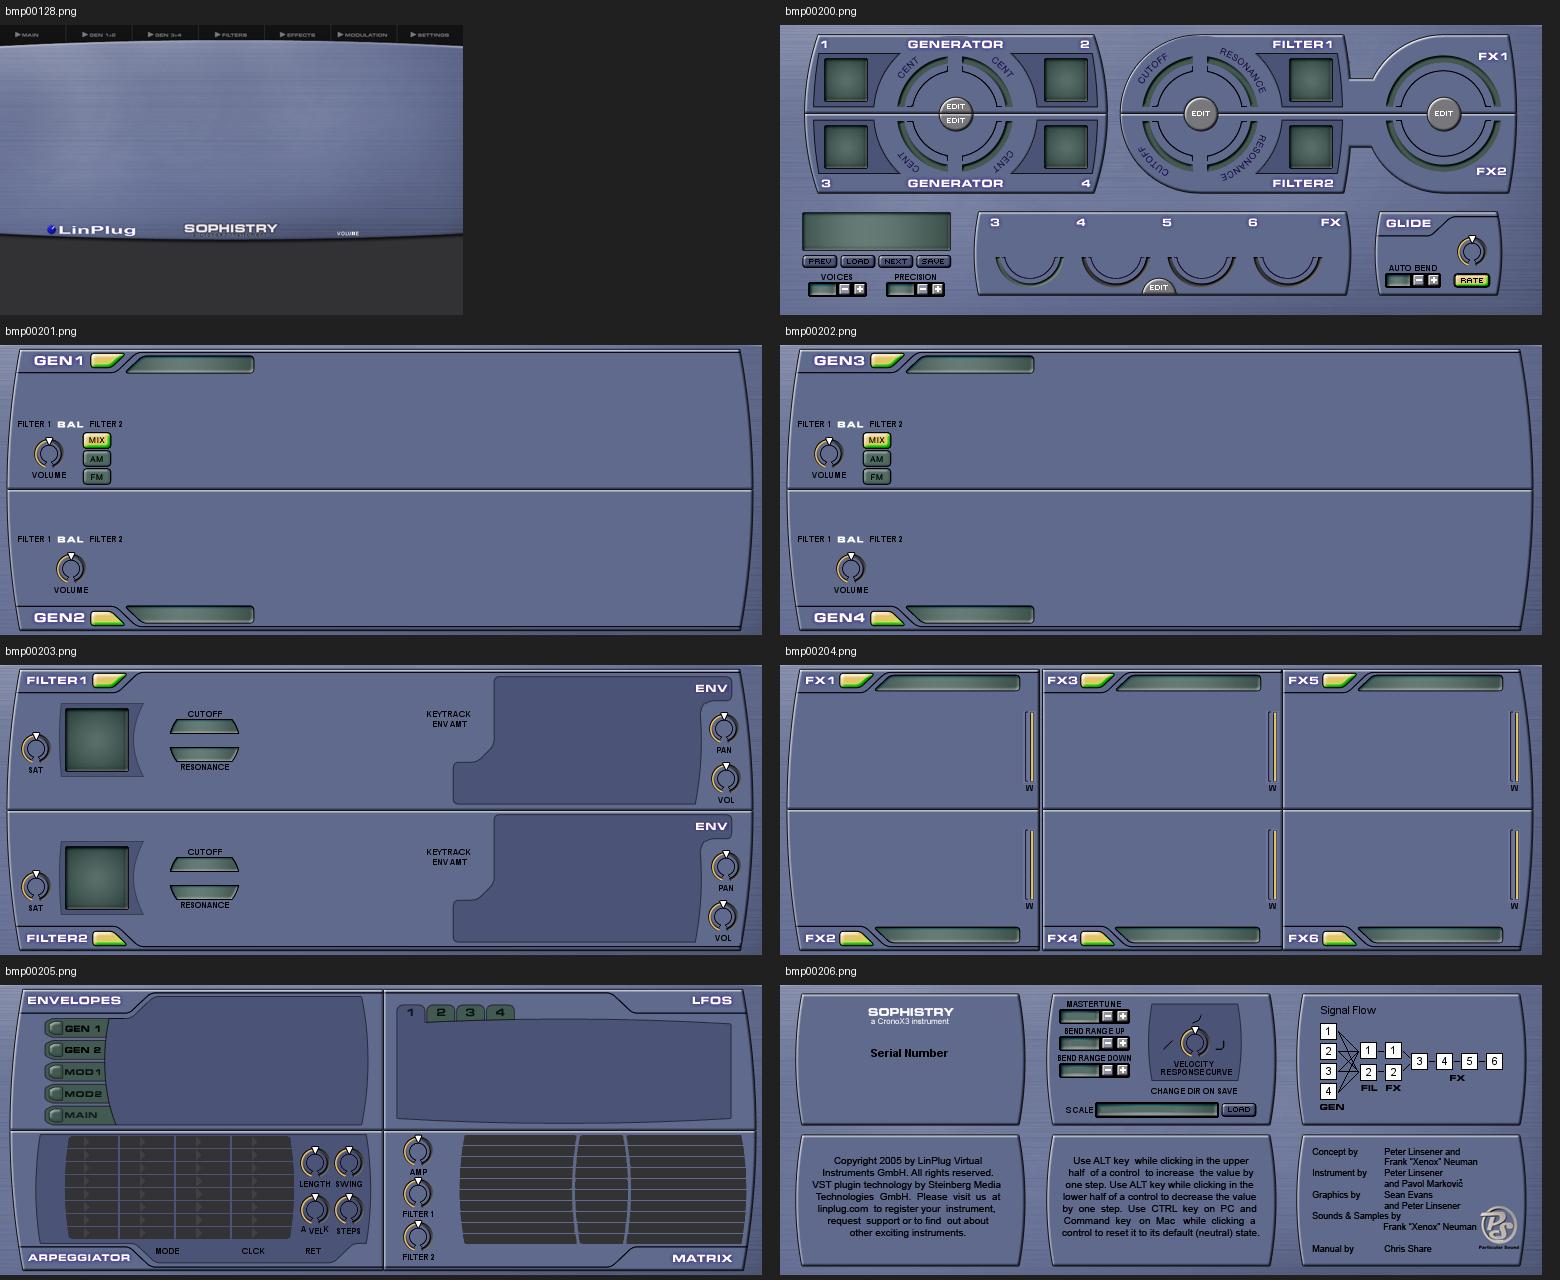 bmp00128.png
MAIN GEN 1+2 GEN 3+4 FILTERS EFFECTS MODULATION SETTINGS
LinPlug SOPHISTRY VOLUME
bmp00200.png
1 GENERATOR 2
CENT CENT
EDIT
EDIT
CENT CENT
3 GENERATOR 4
FILTER1
CUTOFF RESONANCE
EDIT
CUTOFF RESONANCE
FILTER2
FX1
EDIT
FX2
PREV LOAD NEXT SAVE
VOICES PRECISION
3 4 5 6 FX
EDIT
GLIDE
AUTO BEND
RATE
bmp00201.png
GEN1
FILTER 1 BAL FILTER 2
MIX
AM
VOLUME FM
FILTER 1 BAL FILTER 2
VOLUME
GEN2
bmp00202.png
GEN3
FILTER 1 BAL FILTER 2
MIX
AM
VOLUME FM
FILTER 1 BAL FILTER 2
VOLUME
GEN4
bmp00203.png
FILTER1
ENV
CUTOFF KEYTRACK
ENV AMT
PAN
SAT RESONANCE
VOL
ENV
CUTOFF KEYTRACK
ENV AMT
PAN
SAT RESONANCE
FILTER2 VOL
bmp00204.png
FX1 FX3 FX5
M M M
M M M
FX2 FX4 FX6
bmp00205.png
ENVELOPES
GEN 1
GEN 2
MOD1
MOD2
MAIN
LFOS
1 2 3 4
LENGTH SWING
A VEL K STEPS
MODE CLCK RET
ARPEGGIATOR
AMP
FILTER 1
FILTER 2
MATRIX
bmp00206.png
SOPHISTRY
a CronoX3 instrument
Serial Number
MASTERTUNE
BEND RANGE UP
BEND RANGE DOWN
VELOCITY
RESPONSE CURVE
CHANGE DIR ON SAVE
SCALE LOAD
Signal Flow
1
2 1 1
3 2 2 3 4 5 6
4 FIL FX FX
GEN
Copyright 2005 by LinPlug Virtual
Instruments GmbH. All rights reserved.
VST plugin technology by Steinberg Media
Technologies GmbH. Please visit us at
linplug.com to register your instrument,
request support or to find out about
other exciting instruments.
Use ALT key while clicking in the upper
half of a control to increase the value by
one step. Use ALT key while clicking in the
lower half of a control to decrease the value
by one step. Use CTRL key on PC and
Command key on Mac while clicking a
control to reset it to its default (neutral) state.
Concept by Peter Linsener and
Frank "Xenox" Neuman
Instrument by Peter Linsener
and Pavol Markovič
Graphics by Sean Evans
and Peter Linsener
Sounds & Samples by
Frank "Xenox" Neuman
Manual by Chris Share
PS
Particular Sound